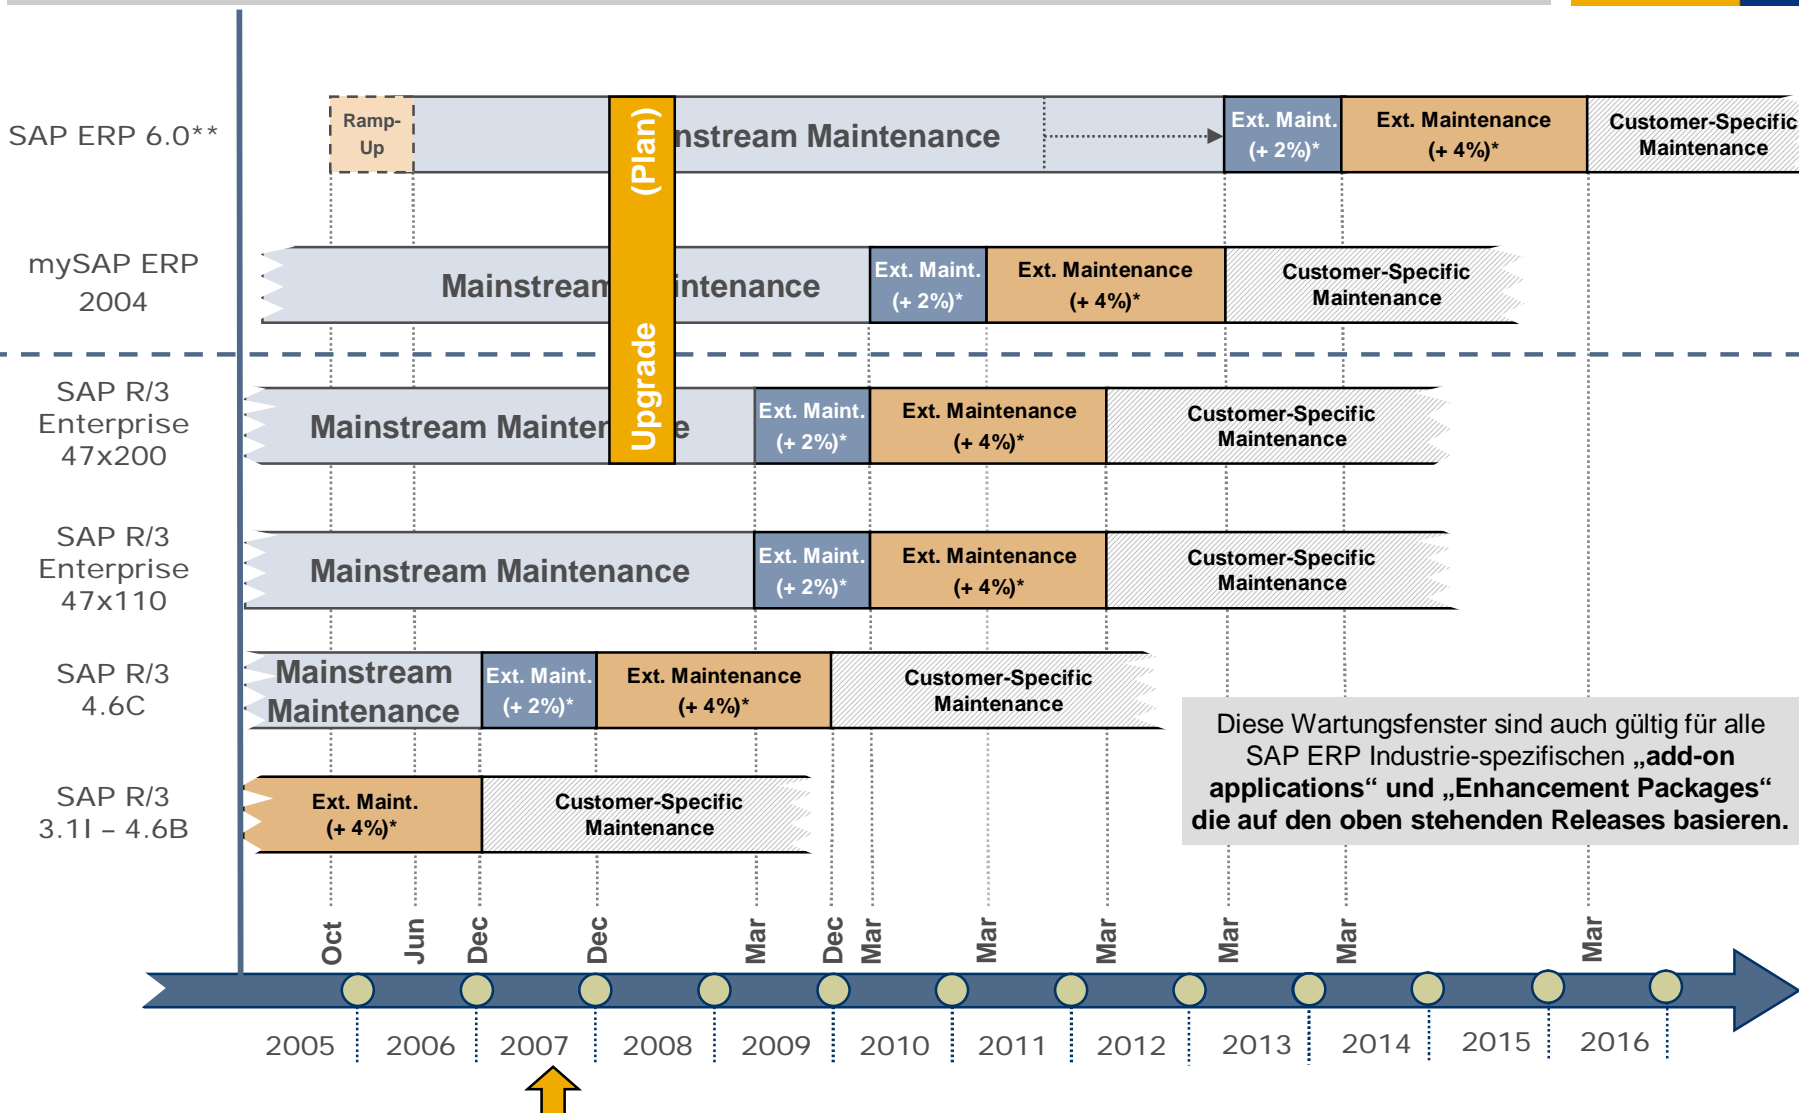 SAP ERP 6.0**
Ramp-
Up
nstream Maintenance
Ext. Maint.
(+ 2%)*
Ext. Maintenance
(+ 4%)*
Customer-Specific
Maintenance
Upgrade (Plan)
mySAP ERP
2004
Mainstream intenance
Ext. Maint.
(+ 2%)*
Ext. Maintenance
(+ 4%)*
Customer-Specific
Maintenance
SAP R/3
Enterprise
47x200
Mainstream Mainten e
Ext. Maint.
(+ 2%)*
Ext. Maintenance
(+ 4%)*
Customer-Specific
Maintenance
SAP R/3
Enterprise
47x110
Mainstream Maintenance
Ext. Maint.
(+ 2%)*
Ext. Maintenance
(+ 4%)*
Customer-Specific
Maintenance
SAP R/3
4.6C
Mainstream
Maintenance
Ext. Maint.
(+ 2%)*
Ext. Maintenance
(+ 4%)*
Customer-Specific
Maintenance
SAP R/3
3.1I – 4.6B
Ext. Maint.
(+ 4%)*
Customer-Specific
Maintenance
Diese Wartungsfenster sind auch gültig für alle
SAP ERP Industrie-spezifischen „add-on
applications“ und „Enhancement Packages“
die auf den oben stehenden Releases basieren.
Oct
Jun
Dec
Dec
Mar
Dec
Mar
Mar
Mar
Mar
Mar
Mar
2005 2006 2007 2008 2009 2010 2011 2012 2013 2014 2015 2016